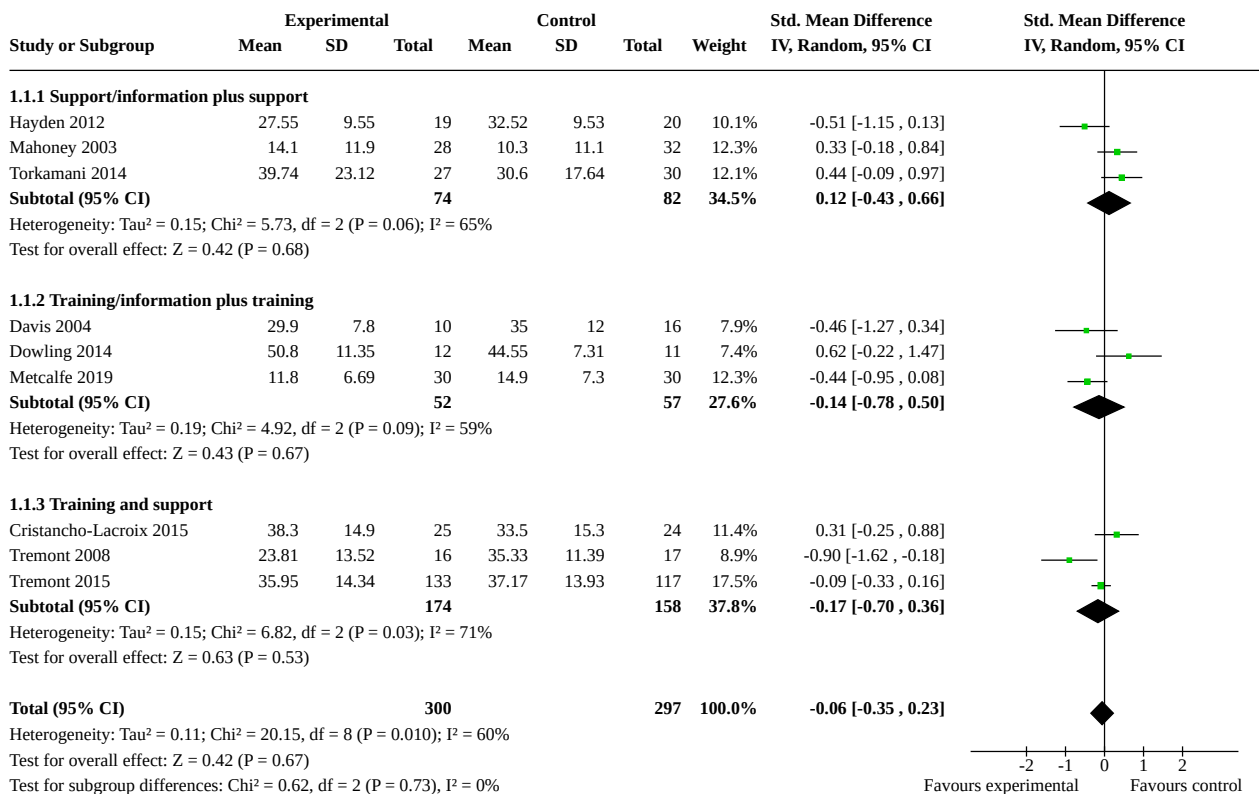 Experimental Control Std. Mean Difference Std. Mean Difference
Study or Subgroup Mean SD Total Mean SD Total Weight IV, Random, 95% CI IV, Random, 95% CI
1.1.1 Support/information plus support
Hayden 2012 27.55 9.55 19 32.52 9.53 20 10.1% -0.51 [-1.15 , 0.13]
Mahoney 2003 14.1 11.9 28 10.3 11.1 32 12.3% 0.33 [-0.18 , 0.84]
Torkamani 2014 39.74 23.12 27 30.6 17.64 30 12.1% 0.44 [-0.09 , 0.97]
Subtotal (95% CI) 74 82 34.5% 0.12 [-0.43 , 0.66]
Heterogeneity: Tau² = 0.15; Chi² = 5.73, df = 2 (P = 0.06); I² = 65%
Test for overall effect: Z = 0.42 (P = 0.68)
1.1.2 Training/information plus training
Davis 2004 29.9 7.8 10 35 12 16 7.9% -0.46 [-1.27 , 0.34]
Dowling 2014 50.8 11.35 12 44.55 7.31 11 7.4% 0.62 [-0.22 , 1.47]
Metcalfe 2019 11.8 6.69 30 14.9 7.3 30 12.3% -0.44 [-0.95 , 0.08]
Subtotal (95% CI) 52 57 27.6% -0.14 [-0.78 , 0.50]
Heterogeneity: Tau² = 0.19; Chi² = 4.92, df = 2 (P = 0.09); I² = 59%
Test for overall effect: Z = 0.43 (P = 0.67)
1.1.3 Training and support
Cristancho-Lacroix 2015 38.3 14.9 25 33.5 15.3 24 11.4% 0.31 [-0.25 , 0.88]
Tremont 2008 23.81 13.52 16 35.33 11.39 17 8.9% -0.90 [-1.62 , -0.18]
Tremont 2015 35.95 14.34 133 37.17 13.93 117 17.5% -0.09 [-0.33 , 0.16]
Subtotal (95% CI) 174 158 37.8% -0.17 [-0.70 , 0.36]
Heterogeneity: Tau² = 0.15; Chi² = 6.82, df = 2 (P = 0.03); I² = 71%
Test for overall effect: Z = 0.63 (P = 0.53)
Total (95% CI) 300 297 100.0% -0.06 [-0.35 , 0.23]
Heterogeneity: Tau² = 0.11; Chi² = 20.15, df = 8 (P = 0.010); I² = 60%
Test for overall effect: Z = 0.42 (P = 0.67)
-2 -1 0 1 2
Test for subgroup differences: Chi² = 0.62, df = 2 (P = 0.73), I² = 0% Favours experimental Favours control